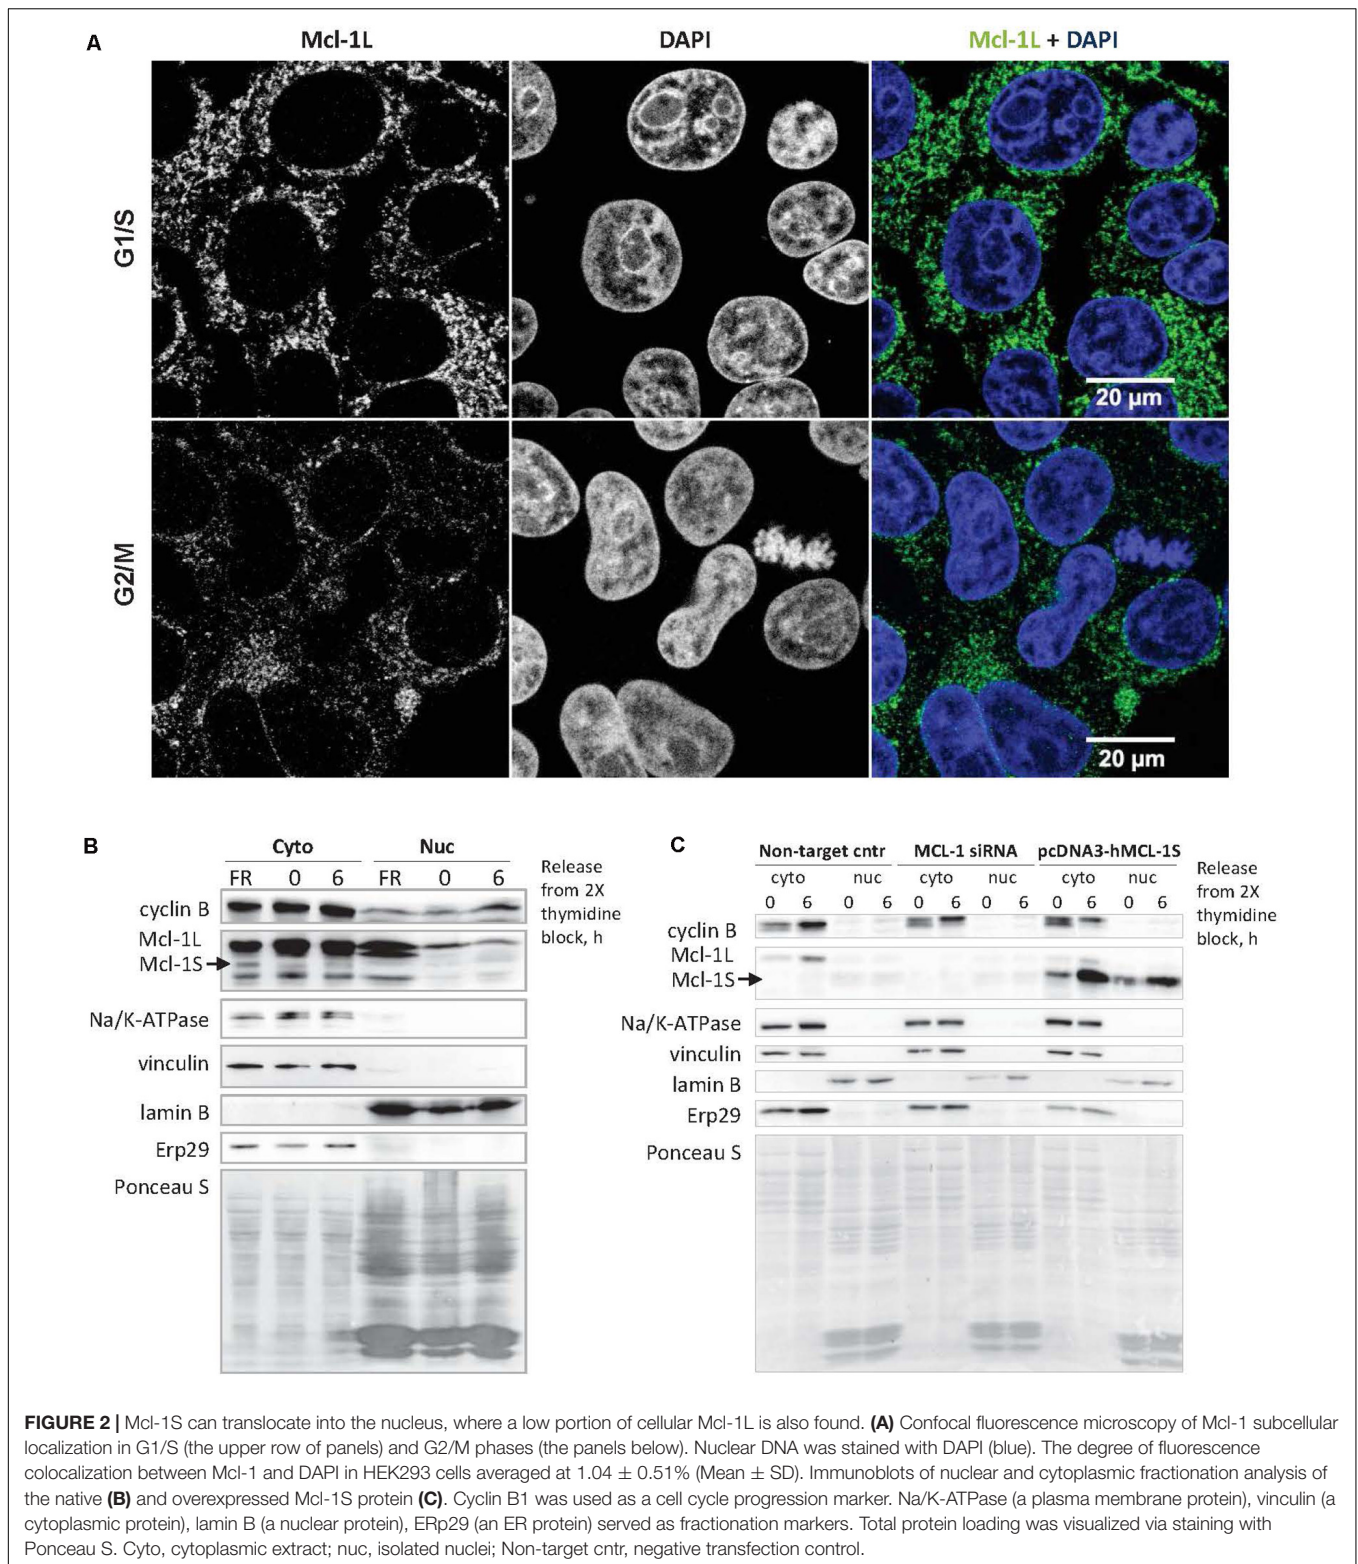 A
Mcl-1L
DAPI
Mcl-1L + DAPI
G1/S
20 µm
G2/M
20 µm
B
Cyto
Nuc
FR
0
6
FR
0
6
Release
from 2X
thymidine
block, h
cyclin B
Mcl-1L
Mcl-1S
Na/K-ATPase
vinculin
lamin B
Erp29
Ponceau S
C
Non-target cntr
MCL-1 siRNA
pcDNA3-hMCL-1S
cyto
nuc
cyto
nuc
cyto
nuc
0
6
0
6
0
6
0
6
0
6
0
6
Release
from 2X
thymidine
block, h
cyclin B
Mcl-1L
Mcl-1S
Na/K-ATPase
vinculin
lamin B
Erp29
Ponceau S
FIGURE 2 | Mcl-1S can translocate into the nucleus, where a low portion of cellular Mcl-1L is also found. (A) Confocal fluorescence microscopy of Mcl-1 subcellular
localization in G1/S (the upper row of panels) and G2/M phases (the panels below). Nuclear DNA was stained with DAPI (blue). The degree of fluorescence
colocalization between Mcl-1 and DAPI in HEK293 cells averaged at 1.04 ± 0.51% (Mean ± SD). Immunoblots of nuclear and cytoplasmic fractionation analysis of
the native (B) and overexpressed Mcl-1S protein (C). Cyclin B1 was used as a cell cycle progression marker. Na/K-ATPase (a plasma membrane protein), vinculin (a
cytoplasmic protein), lamin B (a nuclear protein), ERp29 (an ER protein) served as fractionation markers. Total protein loading was visualized via staining with
Ponceau S. Cyto, cytoplasmic extract; nuc, isolated nuclei; Non-target cntr, negative transfection control.